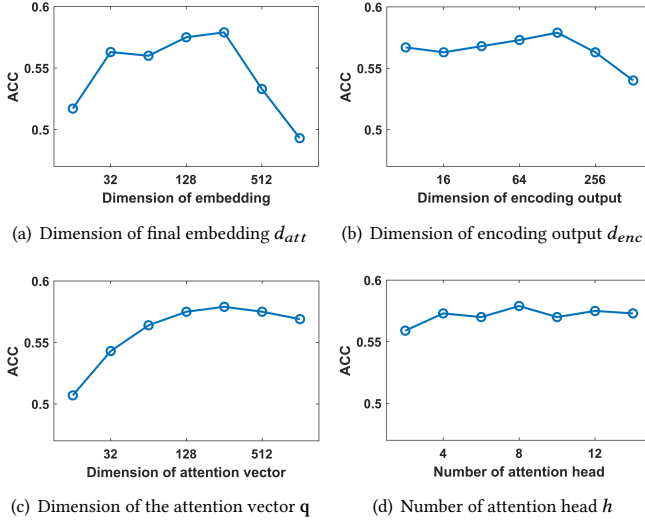 0.6
0.55
0.5
ACC
32 128 512
Dimension of embedding
(a) Dimension of final embedding d_att
0.6
0.55
0.5
ACC
16 64 256
Dimension of encoding output
(b) Dimension of encoding output d_enc
0.6
0.55
0.5
ACC
32 128 512
Dimension of attention vector
(c) Dimension of the attention vector q
0.6
0.55
0.5
ACC
4 8 12
Number of attention head
(d) Number of attention head h